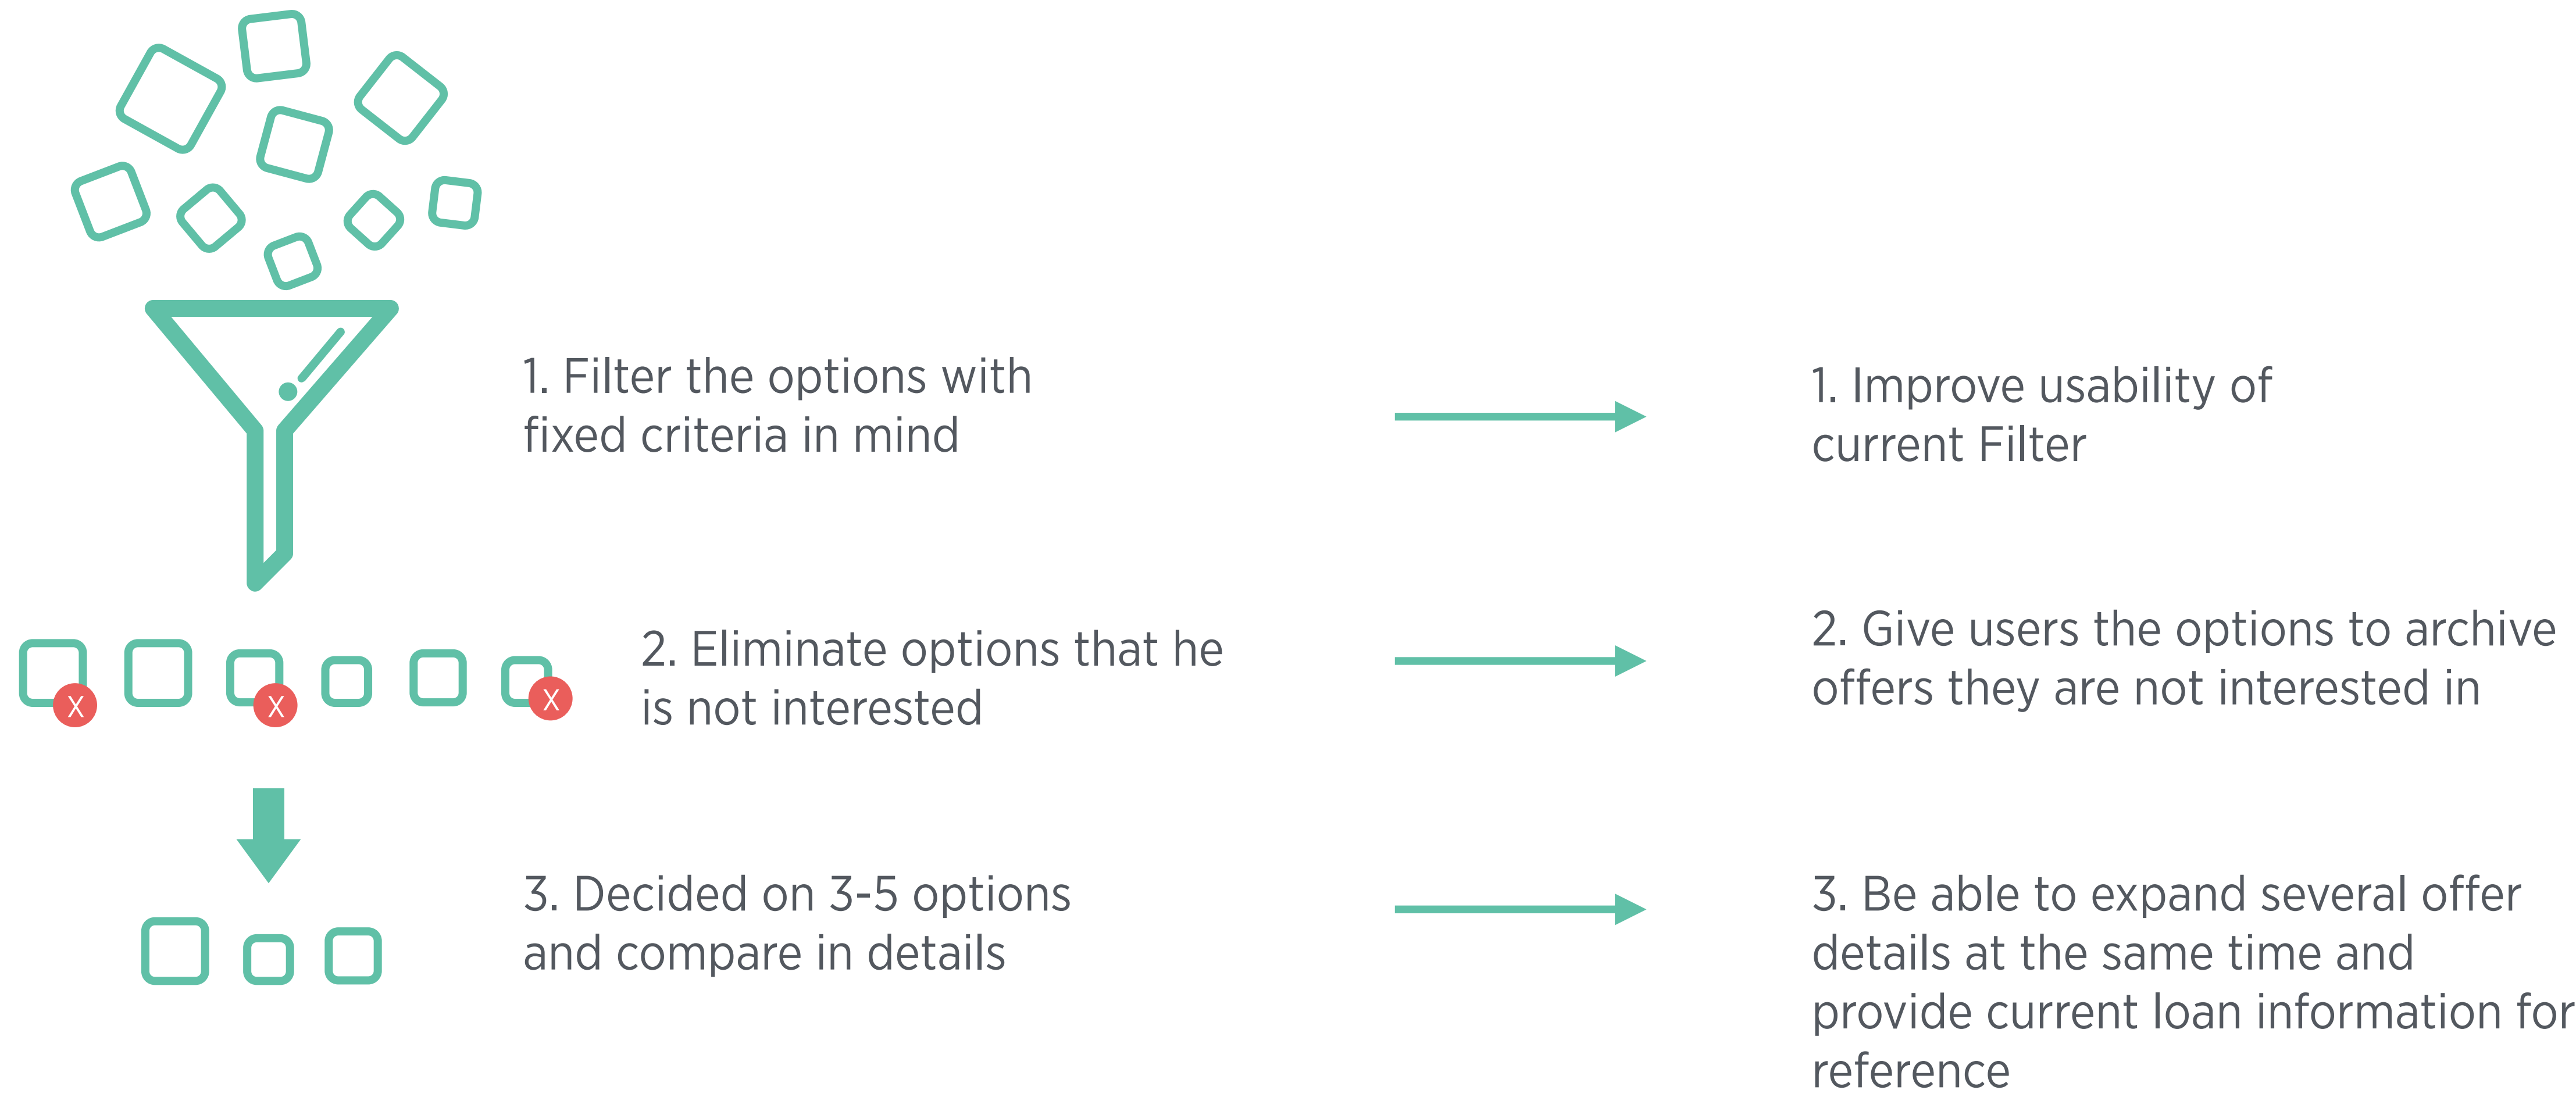 1. Filter the options with
fixed criteria in mind
1. Improve usability of
current Filter
X
X
X
2. Eliminate options that he
is not interested
2. Give users the options to archive
offers they are not interested in
3. Decided on 3-5 options
and compare in details
3. Be able to expand several offer
details at the same time and
provide current loan information for
reference